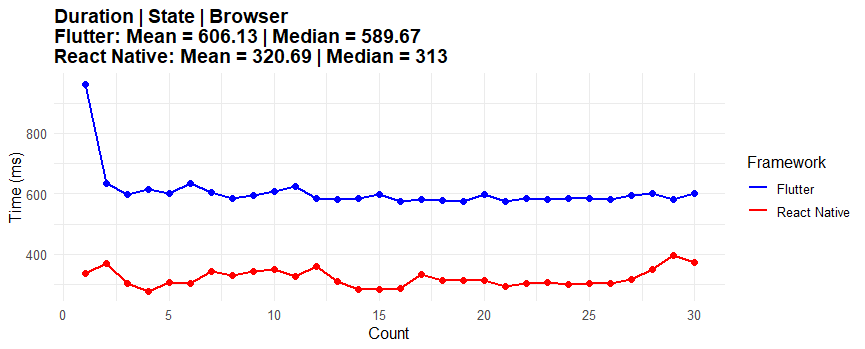 Duration | State | Browser
Flutter: Mean = 606.13 | Median = 589.67
React Native: Mean = 320.69 | Median = 313
800
600
400
Time (ms)
0 5 10 15 20 25 30
Count
Framework
Flutter
React Native